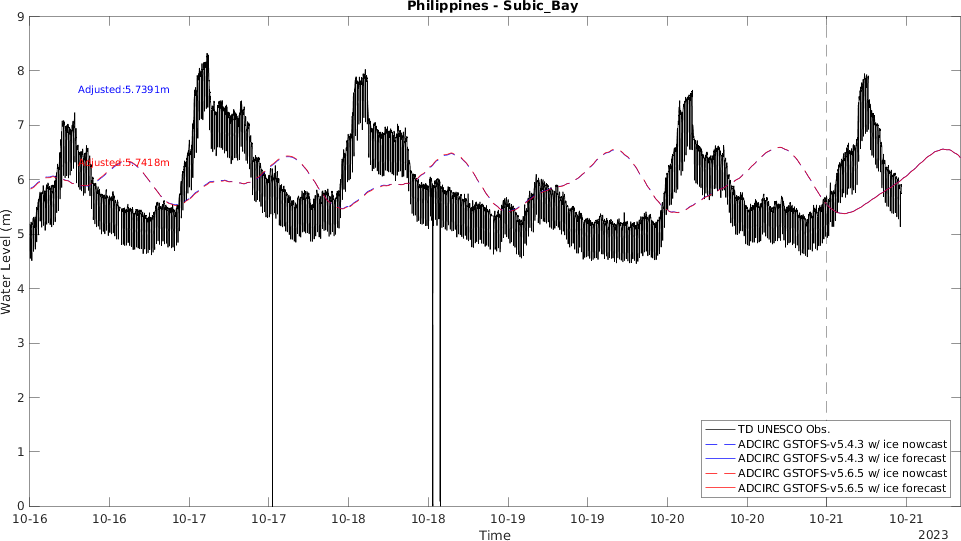 Philippines - Subic_Bay
9
8
7
6
5
4
3
2
1
0
Water Level (m)
Adjusted:5.7391m
Adjusted:5.7418m
TD UNESCO Obs.
ADCIRC GSTOFS-v5.4.3 w/ ice nowcast
ADCIRC GSTOFS-v5.4.3 w/ ice forecast
ADCIRC GSTOFS-v5.6.5 w/ ice nowcast
ADCIRC GSTOFS-v5.6.5 w/ ice forecast
10-16 10-16 10-17 10-17 10-18 10-18 10-19 10-19 10-20 10-20 10-21 10-21
Time
2023